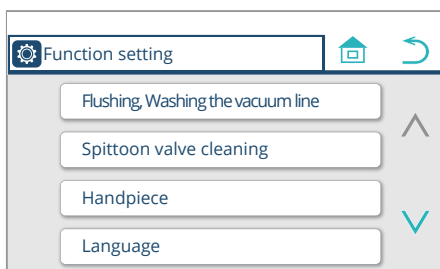 Function setting
Flushing, Washing the vacuum line
Spittoon valve cleaning
Handpiece
Language